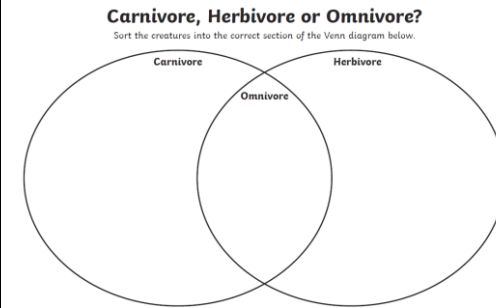 Carnivore, Herbivore or Omnivore?
Sort the creatures into the correct section of the Venn diagram below.
Carnivore
Herbivore
Omnivore